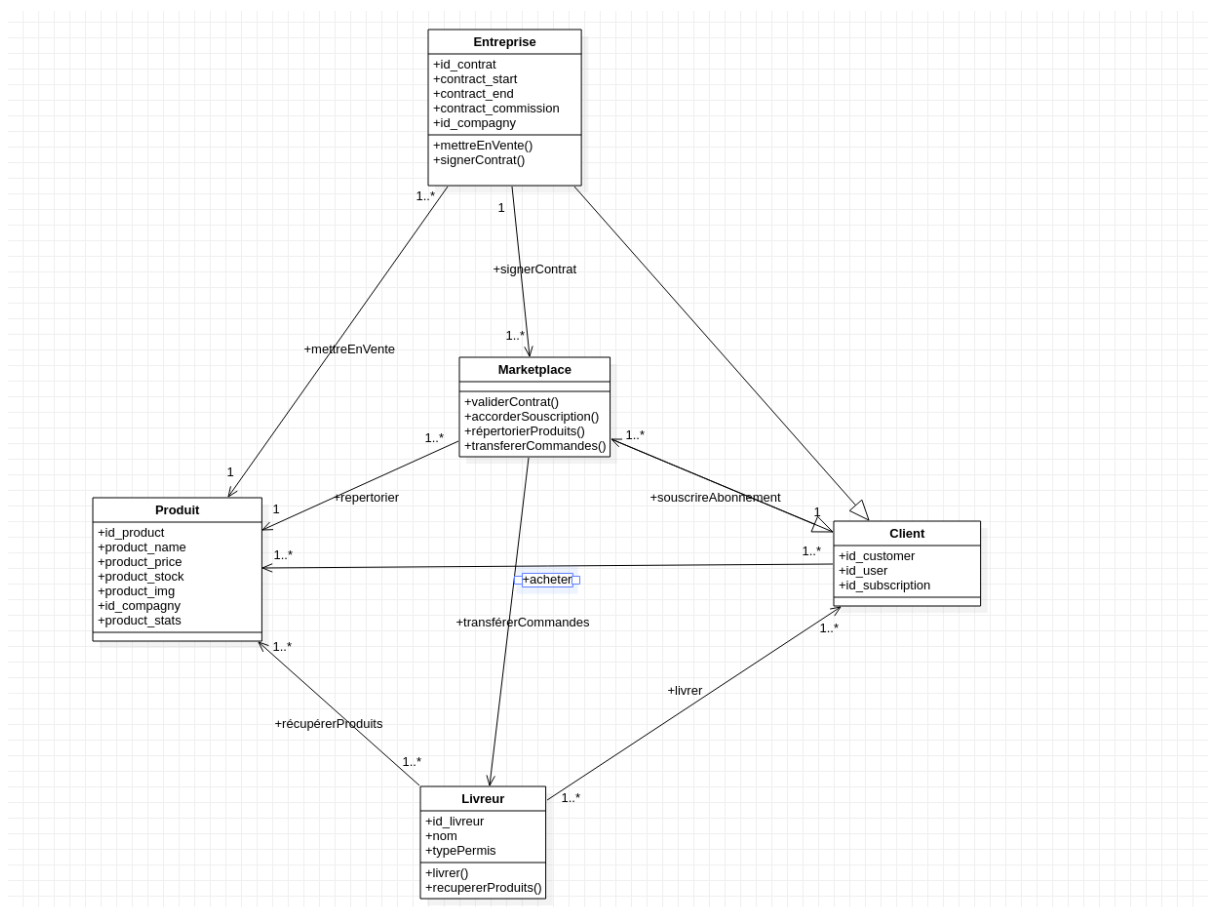 Entreprise
+id_contrat
+contract_start
+contract_end
+contract_commission
+id_compagny
+mettreEnVente()
+signerContrat()
1..*
1
+signerContrat
1..*
+mettreEnVente
Marketplace
+validerContrat()
+accorderSouscription()
+répertorierProduits()
+transfererCommandes()
1..*
1..*
1
+repertorier
+souscrireAbonnement
1
1
Produit
+id_product
+product_name
+product_price
+product_stock
+product_img
+id_compagny
+product_stats
Client
+id_customer
+id_user
+id_subscription
1..*
1..*
+acheter
+transférerCommandes
1..*
1..*
+livrer
+récupérerProduits
1..*
1..*
Livreur
+id_livreur
+nom
+typePermis
+livrer()
+recupererProduits()